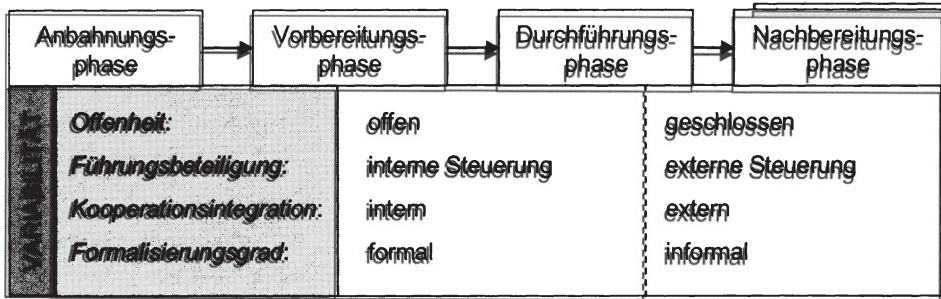 Anbahnungs-
phase
Vorbereitungs-
phase
Durchführungs-
phase
Nachbereitungs-
phase
VARIABILITÄT
Offenheit: offen geschlossen
Führungsbeteiligung: interne Steuerung externe Steuerung
Kooperationsintegration: intern extern
Formalisierungsgrad: formal informal